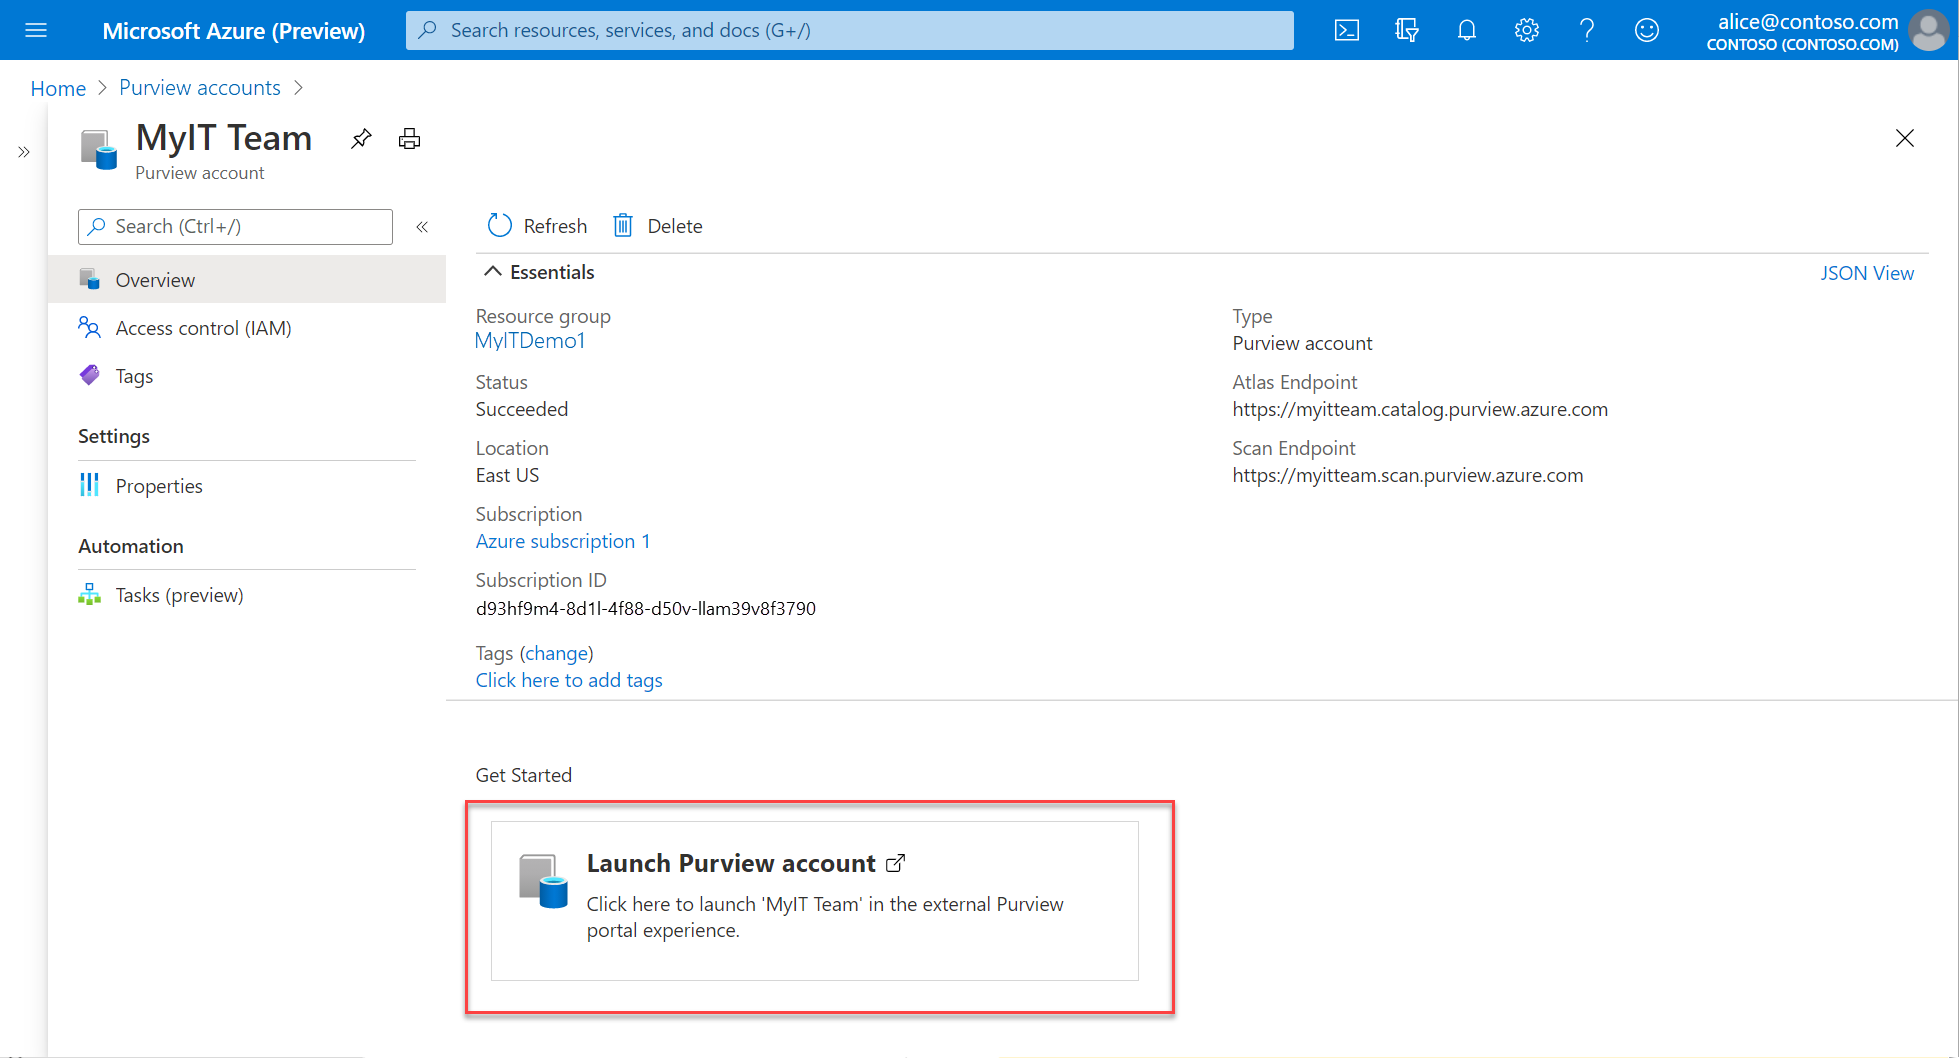 Microsoft Azure (Preview)
Search resources, services, and docs (G+/)
alice@contoso.com
CONTOSO (CONTOSO.COM)
Home
Purview accounts
MyIT Team
Purview account
Search (Ctrl+/)
Overview
Access control (IAM)
Tags
Settings
Properties
Automation
Tasks (preview)
Refresh
Delete
Essentials
JSON View
Resource group
MyITDemo1
Status
Succeeded
Location
East US
Subscription
Azure subscription 1
Subscription ID
d93hf9m4-8d1l-4f88-d50v-llam39v8f3790
Tags (change)
Click here to add tags
Type
Purview account
Atlas Endpoint
https://myitteam.catalog.purview.azure.com
Scan Endpoint
https://myitteam.scan.purview.azure.com
Get Started
Launch Purview account
Click here to launch 'MyIT Team' in the external Purview
portal experience.